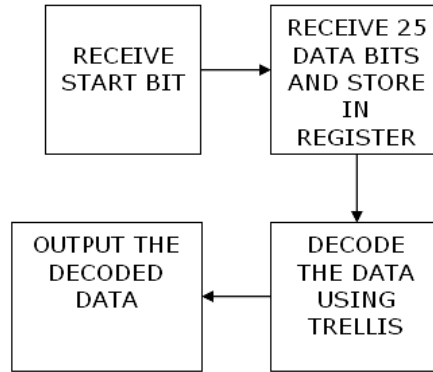 RECEIVE
START BIT
RECEIVE 25
DATA BITS
AND STORE
IN
REGISTER
DECODE
THE DATA
USING
TRELLIS
OUTPUT THE
DECODED
DATA